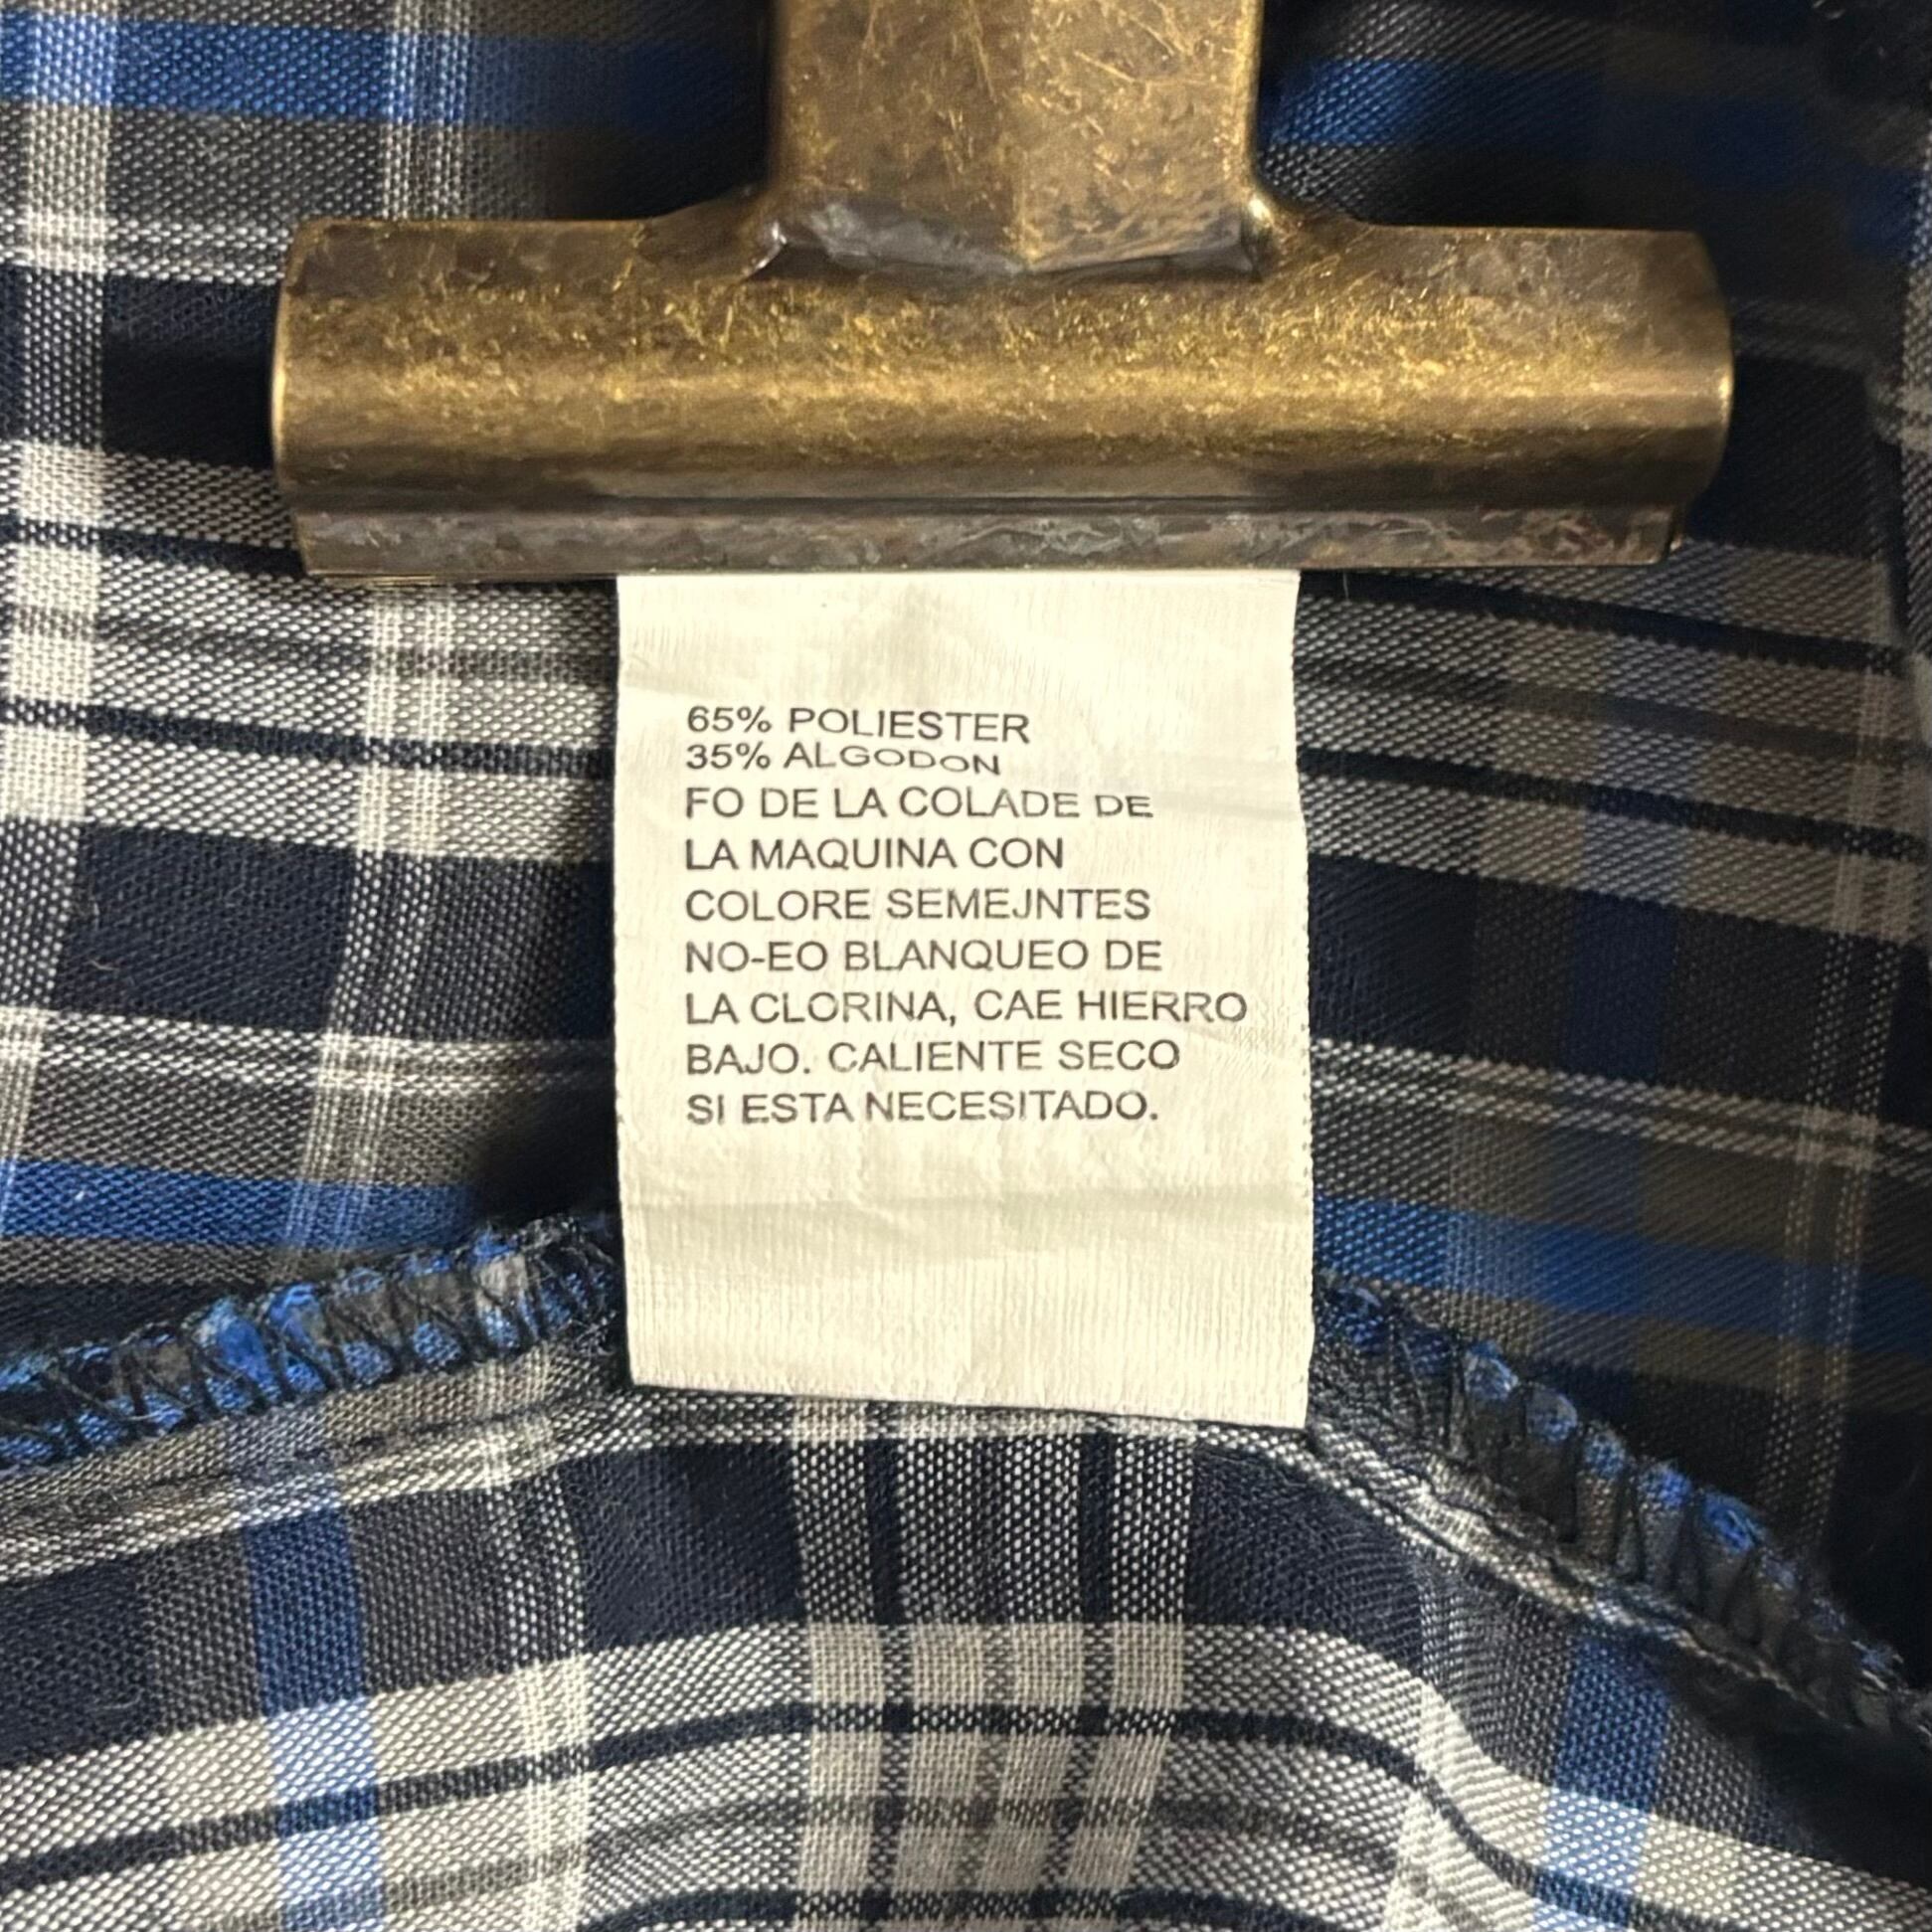 65% POLIESTER
35% ALGODON
FO DE LA COLADE DE
LA MAQUINA CON
COLORE SEMEJNTES
NO-EO BLANQUEO DE
LA CLORINA, CAE HIERRO
BAJO. CALIENTE SECO
SI ESTA NECESITADO.